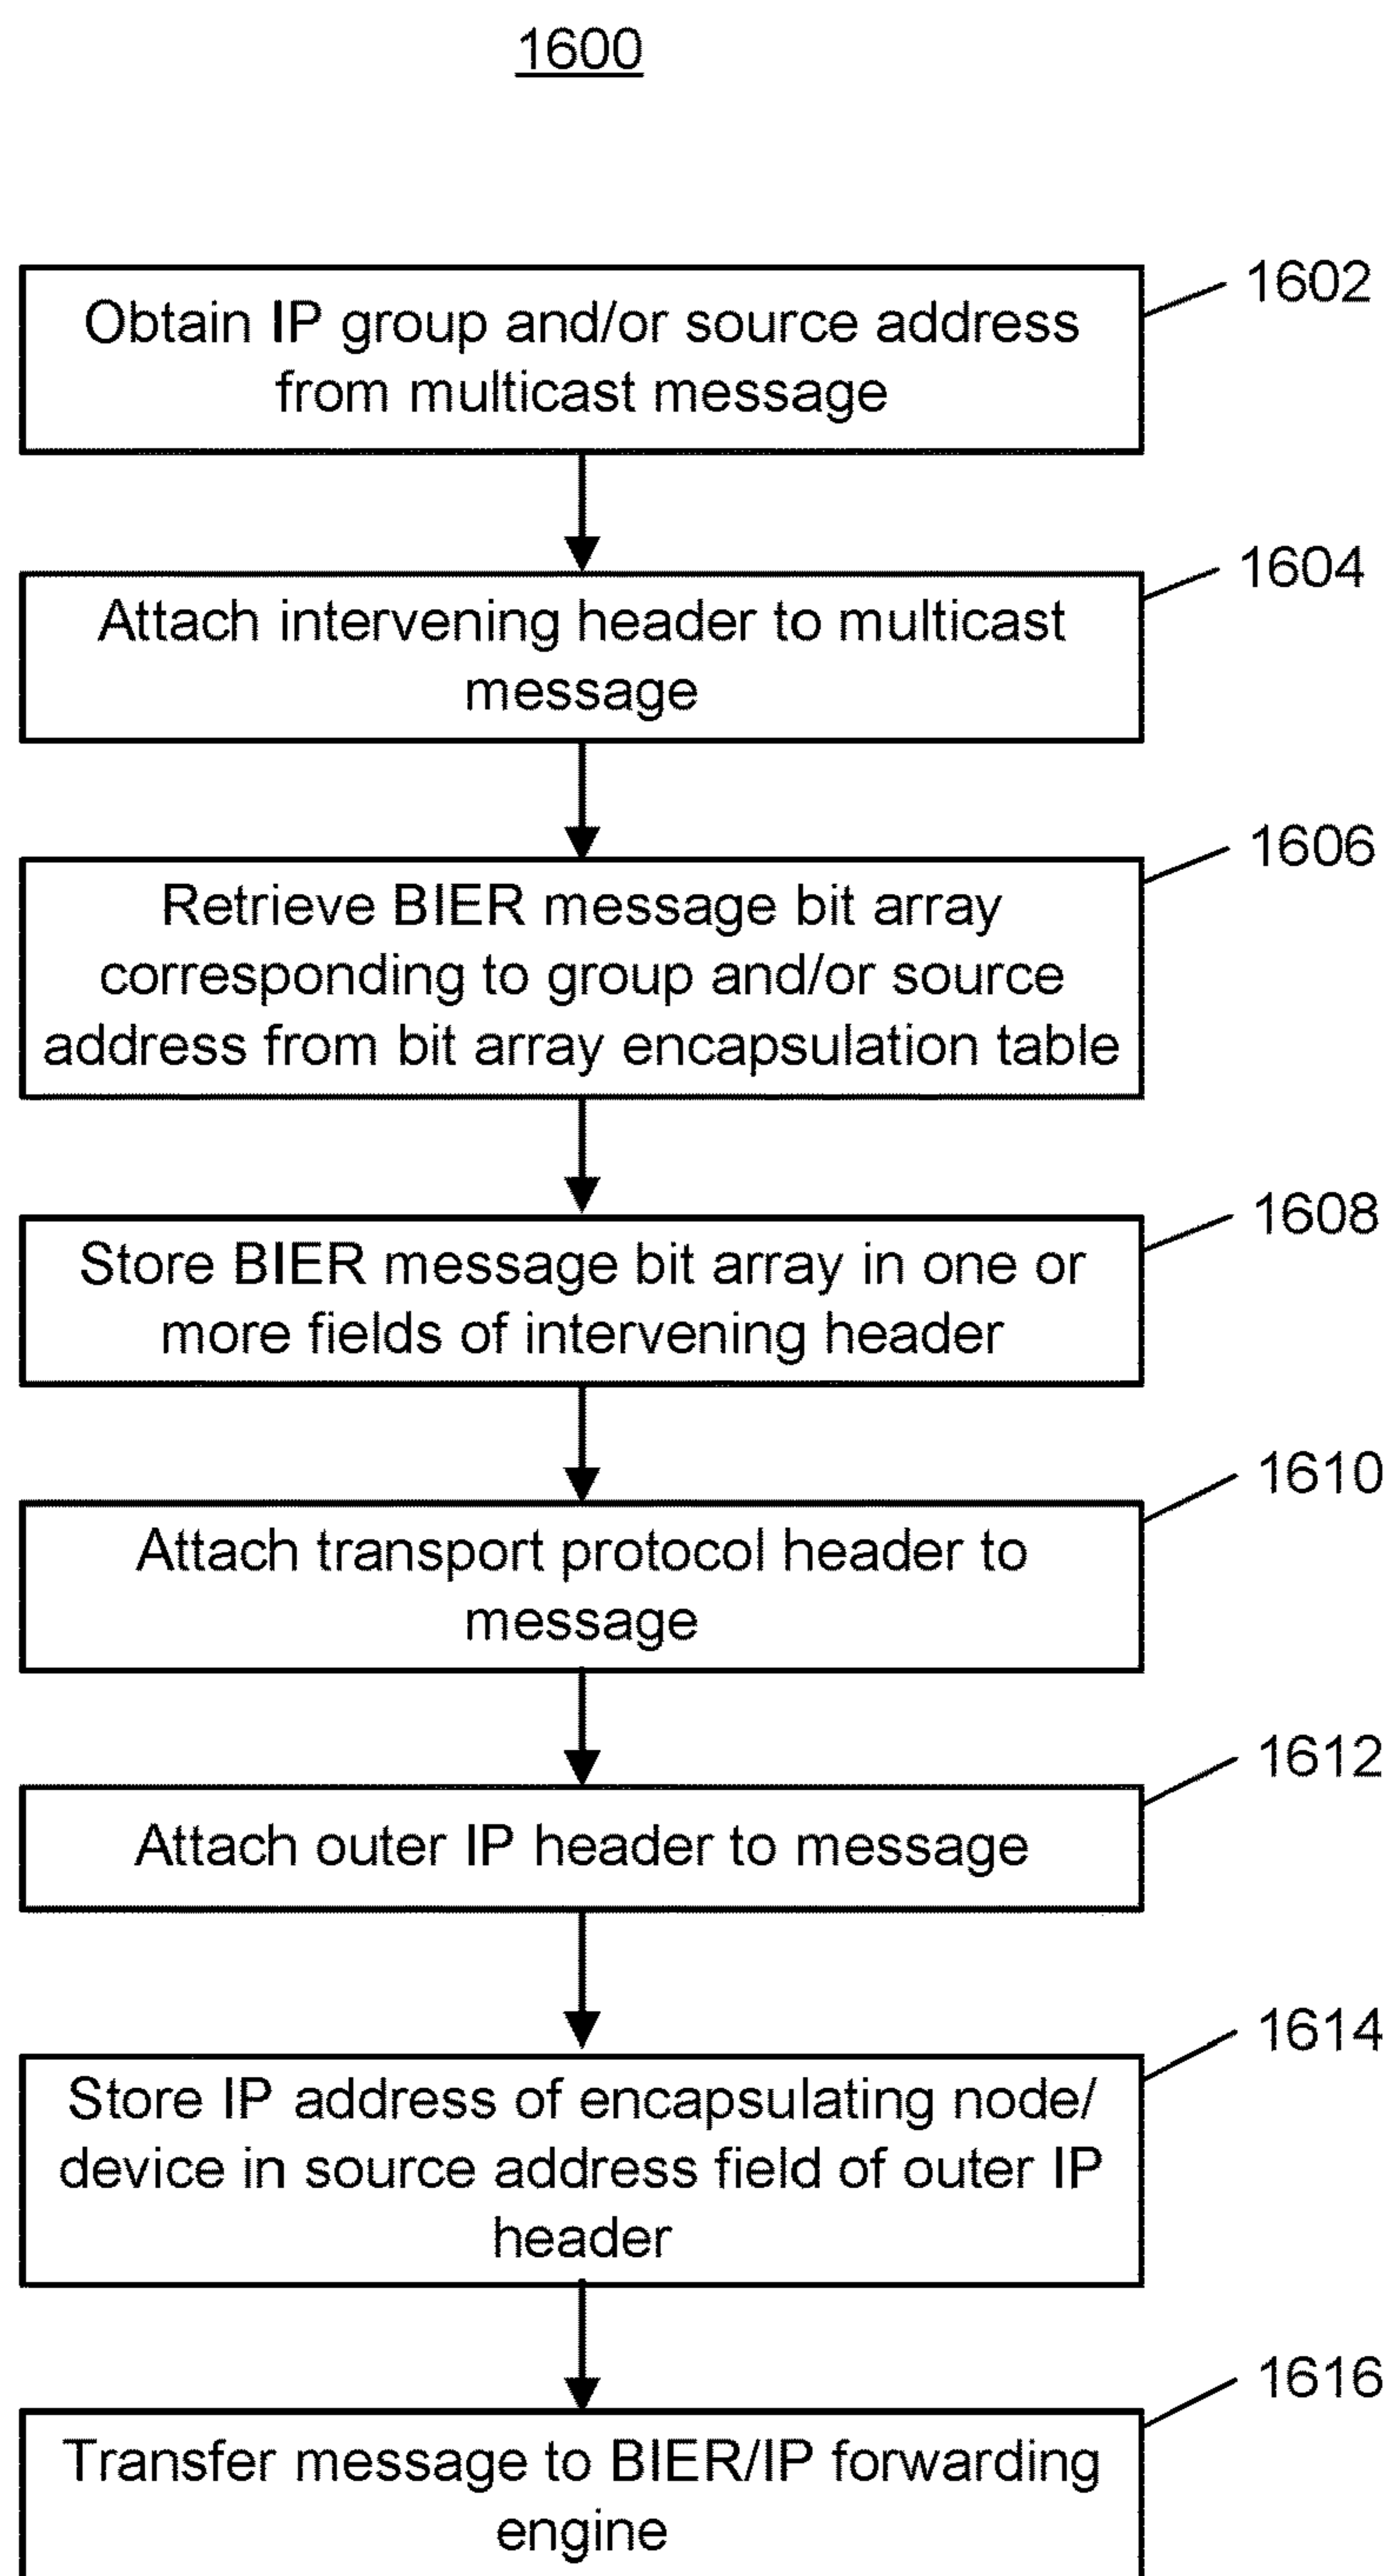 1600
Obtain IP group and/or source address
from multicast message
1602
Attach intervening header to multicast
message
1604
Retrieve BIER message bit array
corresponding to group and/or source
address from bit array encapsulation table
1606
Store BIER message bit array in one or
more fields of intervening header
1608
Attach transport protocol header to
message
1610
Attach outer IP header to message
1612
Store IP address of encapsulating node/
device in source address field of outer IP
header
1614
Transfer message to BIER/IP forwarding
engine
1616